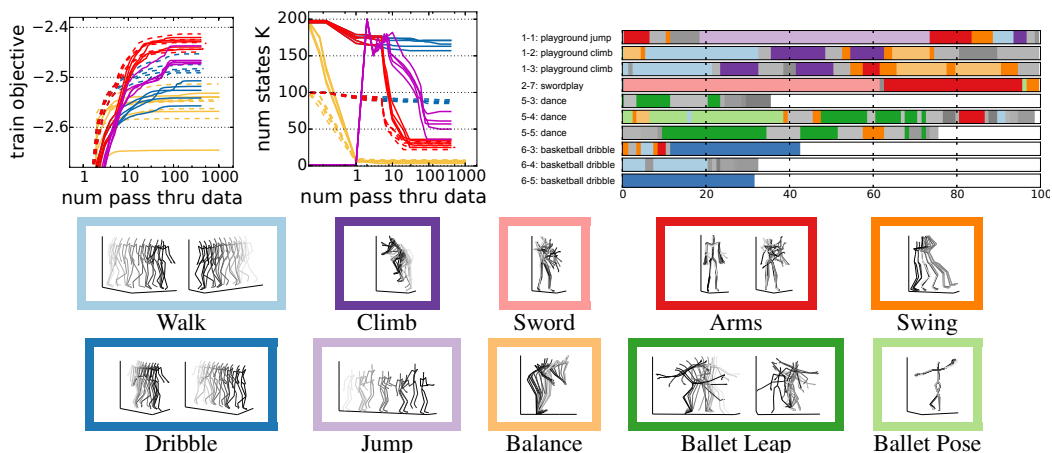 train objective
−2.4
−2.5
−2.6
1 10 100 1000
num pass thru data
num states K
200
150
100
50
0
1 10 100 1000
num pass thru data
1-1: playground jump
1-2: playground climb
1-3: playground climb
2-7: swordplay
5-3: dance
5-4: dance
5-5: dance
6-3: basketball dribble
6-4: basketball dribble
6-5: basketball dribble
0 20 40 60 80 100
Walk Climb Sword Arms Swing
Dribble Jump Balance Ballet Leap Ballet Pose